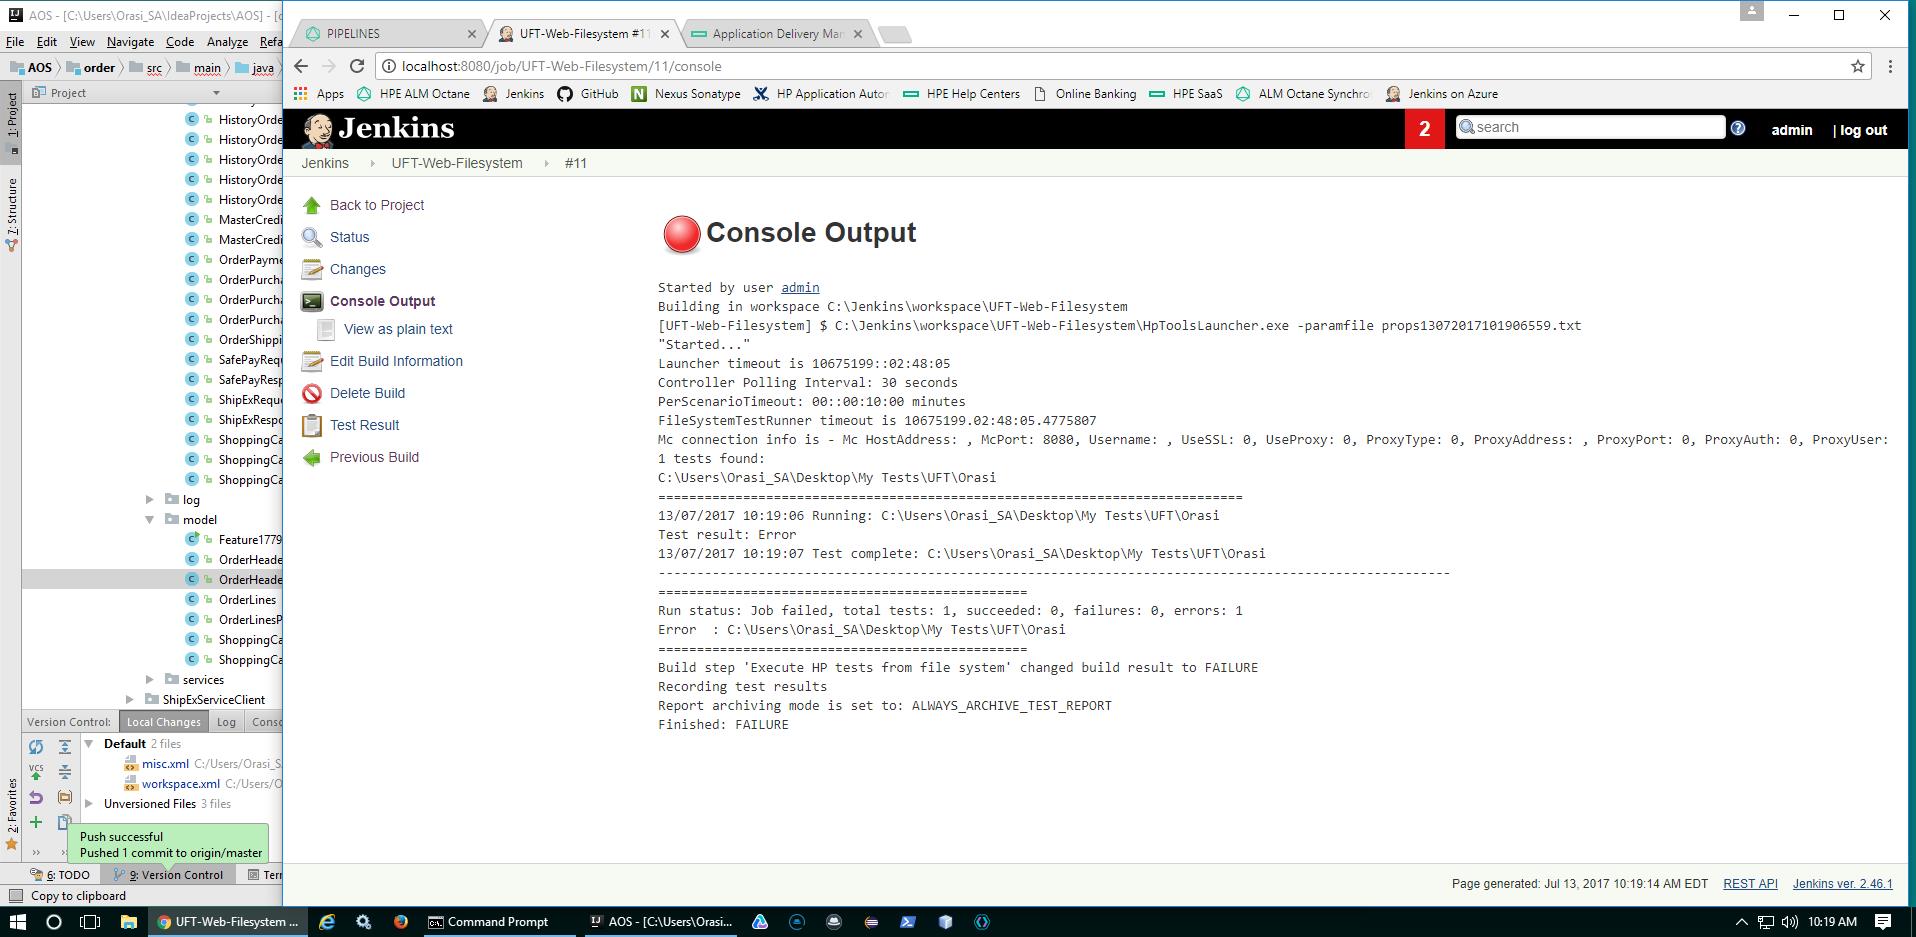 AOS - [C:\Users\Orasi_SA\IdeaProjects\AOS] - [
File Edit View Navigate Code Analyze Refa
AOS order src main java
Project
1: Project
7: Structure
2: Favorites
HistoryOrde
HistoryOrde
HistoryOrde
HistoryOrde
HistoryOrde
MasterCredi
MasterCredi
OrderPayme
OrderPurcha
OrderPurcha
OrderPurcha
OrderShippi
SafePayRequ
SafePayResp
ShipExReque
ShipExRespo
ShoppingCa
ShoppingCa
ShoppingCa
log
model
Feature1779
OrderHeade
OrderHeade
OrderLines
OrderLinesP
ShoppingCa
ShoppingCa
services
ShipExServiceClient
Version Control: Local Changes Log Conso
Default 2 files
misc.xml C:/Users/Orasi_S
workspace.xml C:/Users/O
Unversioned Files 3 files
VCS
Push successful
Pushed 1 commit to origin/master
6: TODO 9: Version Control Terr
Copy to clipboard
PIPELINES
UFT-Web-Filesystem #11
Application Delivery Man
localhost:8080/job/UFT-Web-Filesystem/11/console
Apps HPE ALM Octane Jenkins GitHub Nexus Sonatype HP Application Auton HPE Help Centers Online Banking HPE SaaS ALM Octane Synchro Jenkins on Azure
Jenkins
2 search ? admin | log out
Jenkins UFT-Web-Filesystem #11
Back to Project
Status
Changes
Console Output
View as plain text
Edit Build Information
Delete Build
Test Result
Previous Build
Console Output
Started by user admin
Building in workspace C:\Jenkins\workspace\UFT-Web-Filesystem
[UFT-Web-Filesystem] $ C:\Jenkins\workspace\UFT-Web-Filesystem\HpToolsLauncher.exe -paramfile props13072017101906559.txt
"Started..."
Launcher timeout is 10675199::02:48:05
Controller Polling Interval: 30 seconds
PerScenarioTimeout: 00::00:10:00 minutes
FileSystemTestRunner timeout is 10675199.02:48:05.4775807
Mc connection info is - Mc HostAddress: , McPort: 8080, Username: , UseSSL: 0, UseProxy: 0, ProxyType: 0, ProxyAddress: , ProxyPort: 0, ProxyAuth: 0, ProxyUser:
1 tests found:
C:\Users\Orasi_SA\Desktop\My Tests\UFT\Orasi
============================================================================
13/07/2017 10:19:06 Running: C:\Users\Orasi_SA\Desktop\My Tests\UFT\Orasi
Test result: Error
13/07/2017 10:19:07 Test complete: C:\Users\Orasi_SA\Desktop\My Tests\UFT\Orasi
-------------------------------------------------------------------------------------------------------
================================================
Run status: Job failed, total tests: 1, succeeded: 0, failures: 0, errors: 1
Error  : C:\Users\Orasi_SA\Desktop\My Tests\UFT\Orasi
================================================
Build step 'Execute HP tests from file system' changed build result to FAILURE
Recording test results
Report archiving mode is set to: ALWAYS_ARCHIVE_TEST_REPORT
Finished: FAILURE
Page generated: Jul 13, 2017 10:19:14 AM EDT REST API Jenkins ver. 2.46.1
UFT-Web-Filesystem ... Command Prompt AOS - [C:\Users\Orasi... 10:19 AM